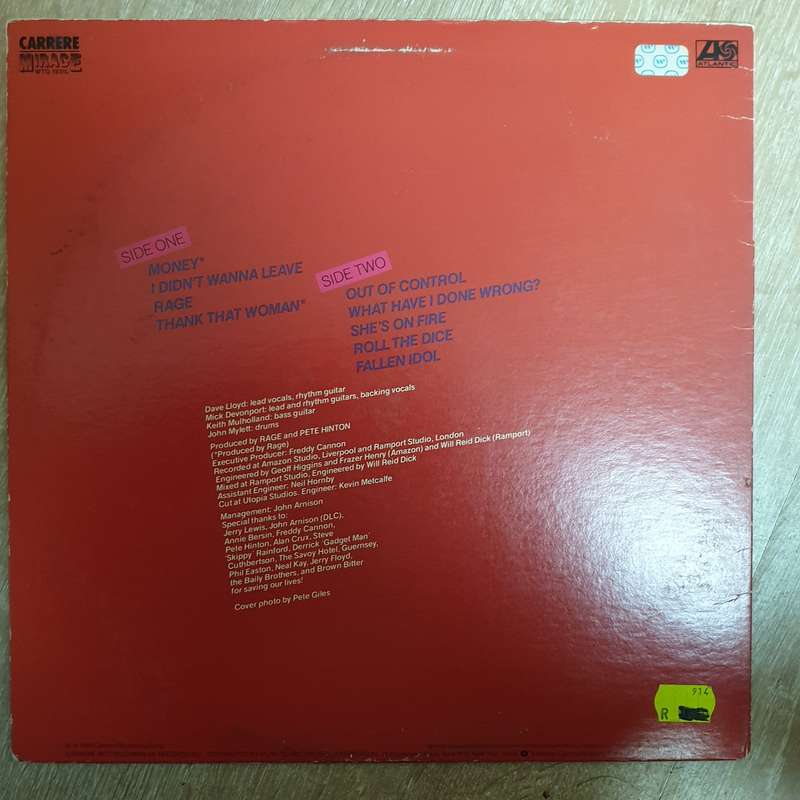 CARRERE
MIRAGE
ATLANTIC
SIDE ONE
MONEY*
I DIDN'T WANNA LEAVE
RAGE
THANK THAT WOMAN*
SIDE TWO
OUT OF CONTROL
WHAT HAVE I DONE WRONG?
SHE'S ON FIRE
ROLL THE DICE
FALLEN IDOL
Dave Lloyd: lead vocals, rhythm guitar
Mick Devonport: lead and rhythm guitars, backing vocals
Keith Mulholland: bass guitar
John Mylett: drums
Produced by RAGE and PETE HINTON
(*Produced by Rage)
Executive Producer: Freddy Cannon
Recorded at Amazon Studio, Liverpool and Ramport Studio, London
Engineered by Geoff Higgins and Frazer Henry (Amazon) and Will Reid Dick (Ramport)
Mixed at Ramport Studio, Engineered by Will Reid Dick
Assistant Engineer: Neil Hornby
Cut at Utopia Studios. Engineer: Kevin Metcalfe
Management: John Arnison
Special thanks to:
Jerry Lewis, John Arnison (DLC),
Annie Bersin, Freddy Cannon,
Pete Hinton, Alan Crux, Steve
'Skippy' Rainford, Derrick 'Gadget Man'
Cuthbertson, The Savoy Hotel, Guernsey,
Phil Easton, Neal Kay, Jerry Floyd,
the Baily Brothers, and Brown Bitter
for saving our lives!
Cover photo by Pete Giles
914
R